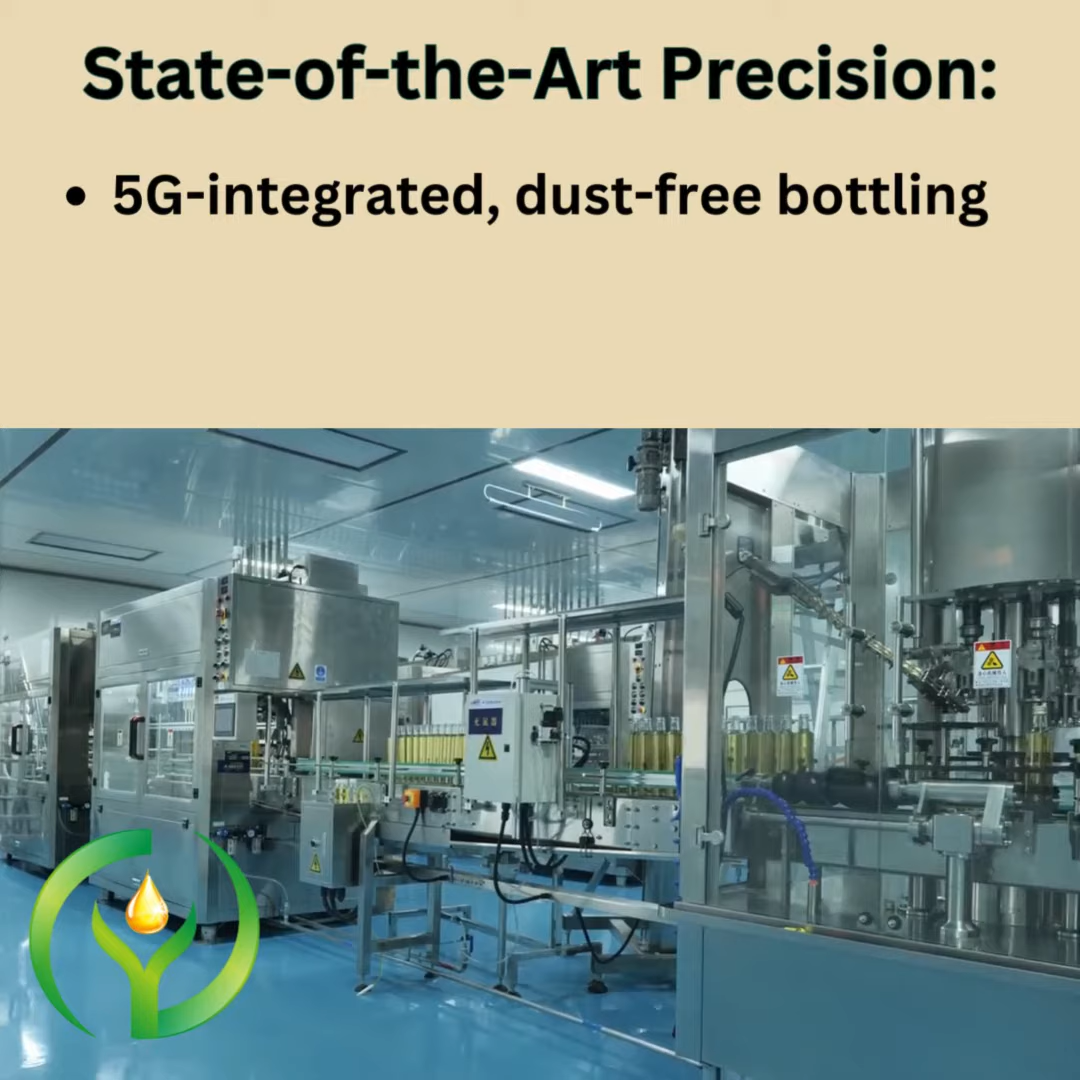 State-of-the-Art Precision:
• 5G-integrated, dust-free bottling